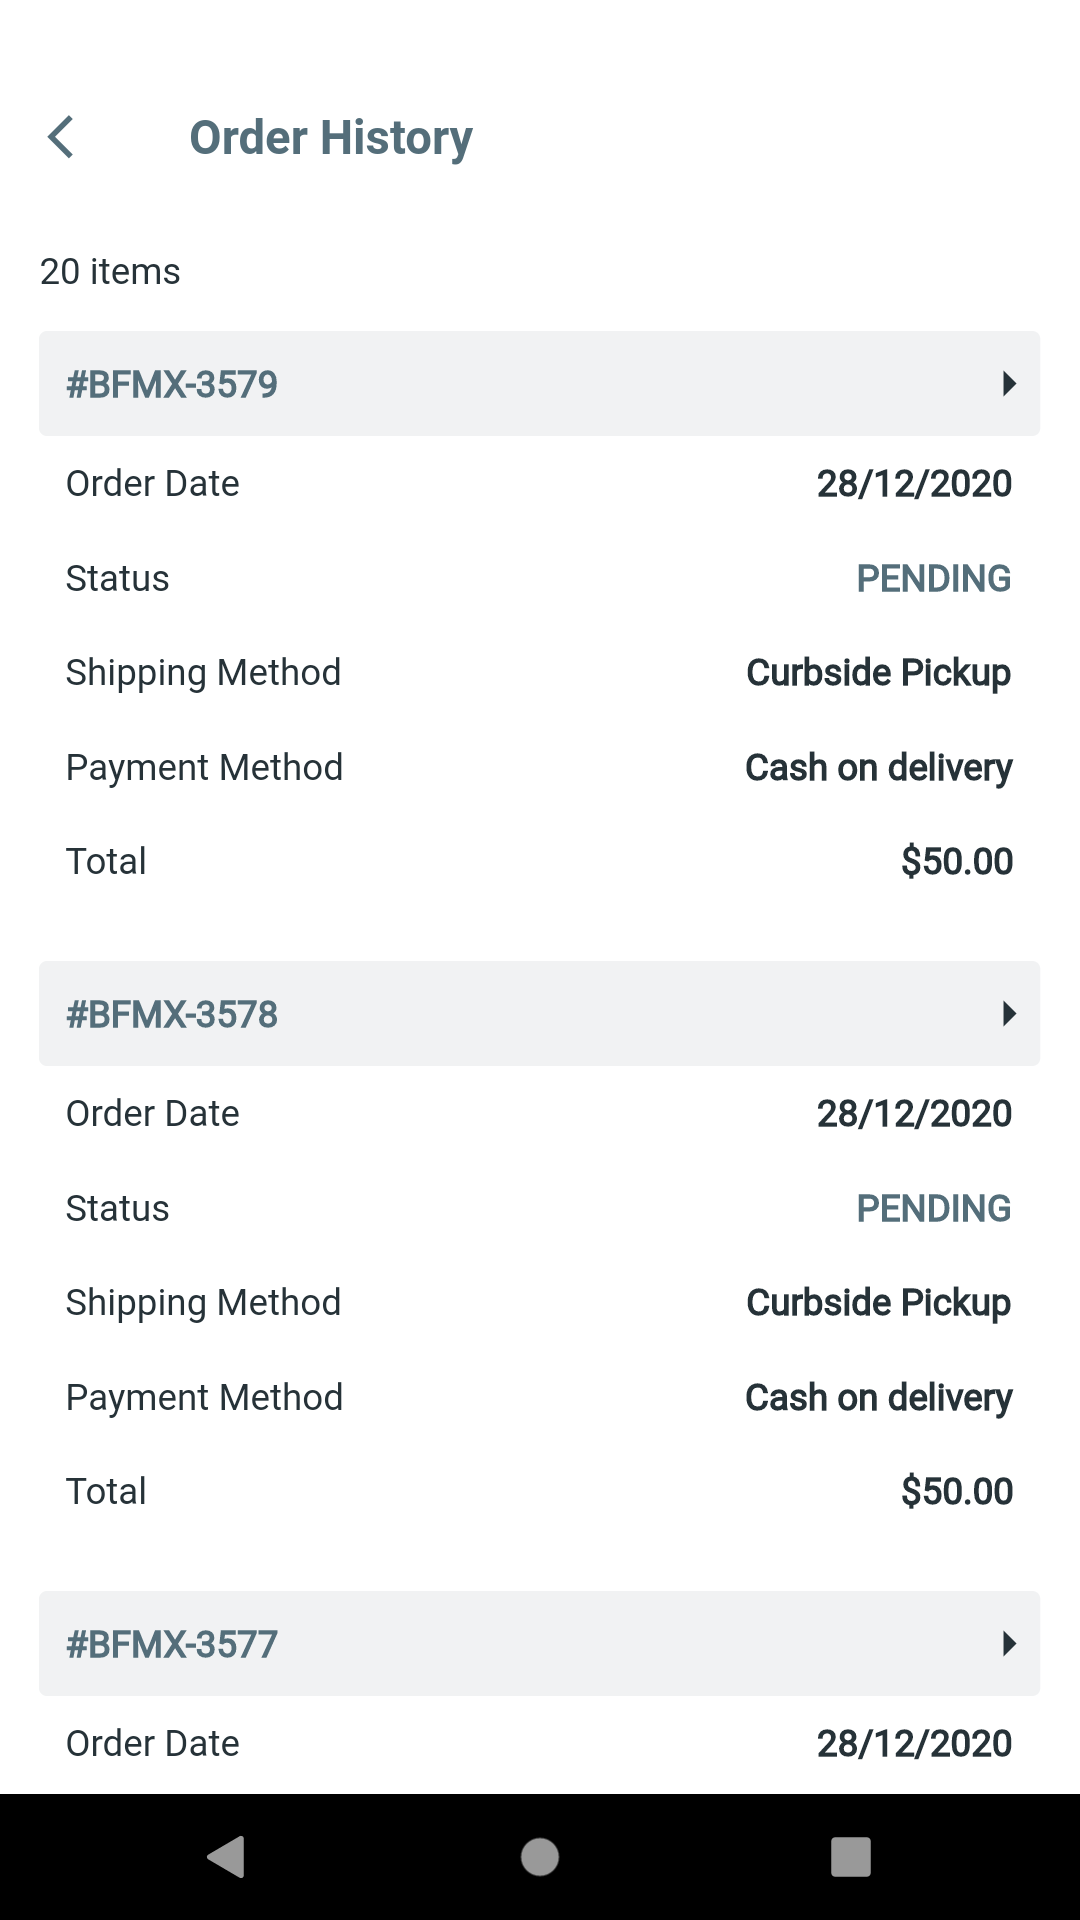 Order History
20 items
#BFMX-3579
Order Date 28/12/2020
Status PENDING
Shipping Method Curbside Pickup
Payment Method Cash on delivery
Total $50.00
#BFMX-3578
Order Date 28/12/2020
Status PENDING
Shipping Method Curbside Pickup
Payment Method Cash on delivery
Total $50.00
#BFMX-3577
Order Date 28/12/2020